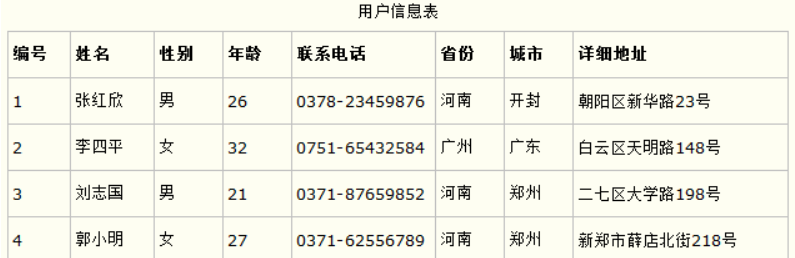 用户信息表
编号 姓名 性别 年龄 联系电话 省份 城市 详细地址
1 张红欣 男 26 0378-23459876 河南 开封 朝阳区新华路23号
2 李四平 女 32 0751-65432584 广州 广东 白云区天明路148号
3 刘志国 男 21 0371-87659852 河南 郑州 二七区大学路198号
4 郭小明 女 27 0371-62556789 河南 郑州 新郑市薛店北街218号